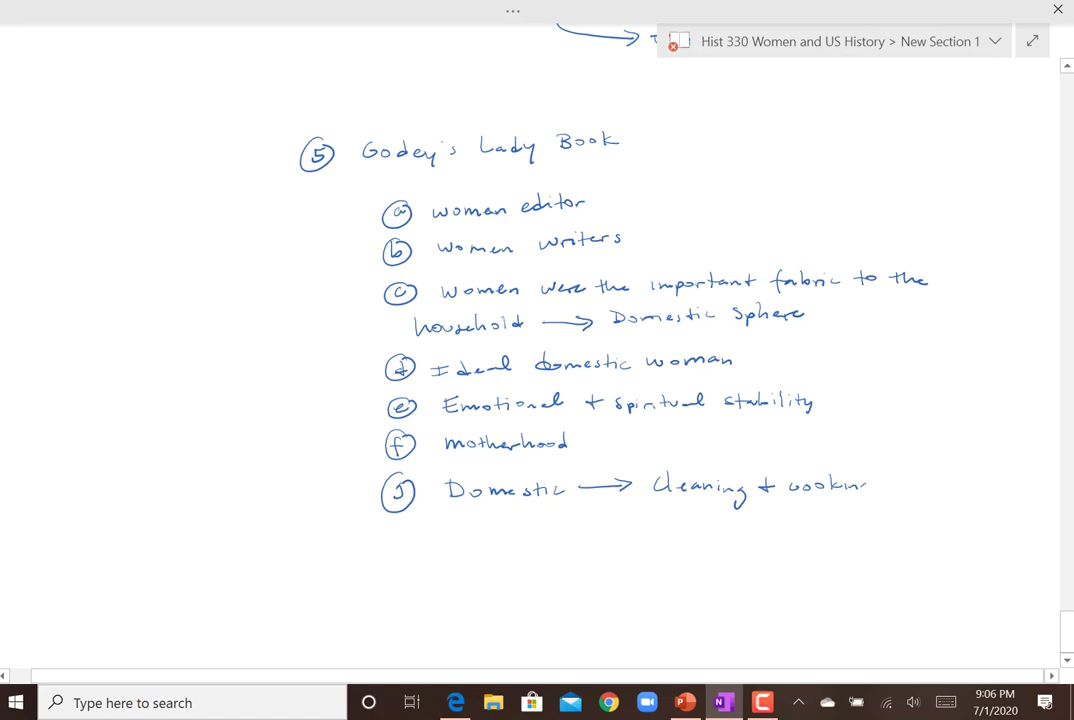 Hist 330 Women and US History > New Section 1
5 Godey's Lady Book
a woman editor
b women writers
c women were the important fabric to the
household → Domestic Sphere
d Ideal domestic woman
e Emotional + spiritual stability
f motherhood
g Domestic → Cleaning + cookin
Type here to search
9:06 PM
7/1/2020